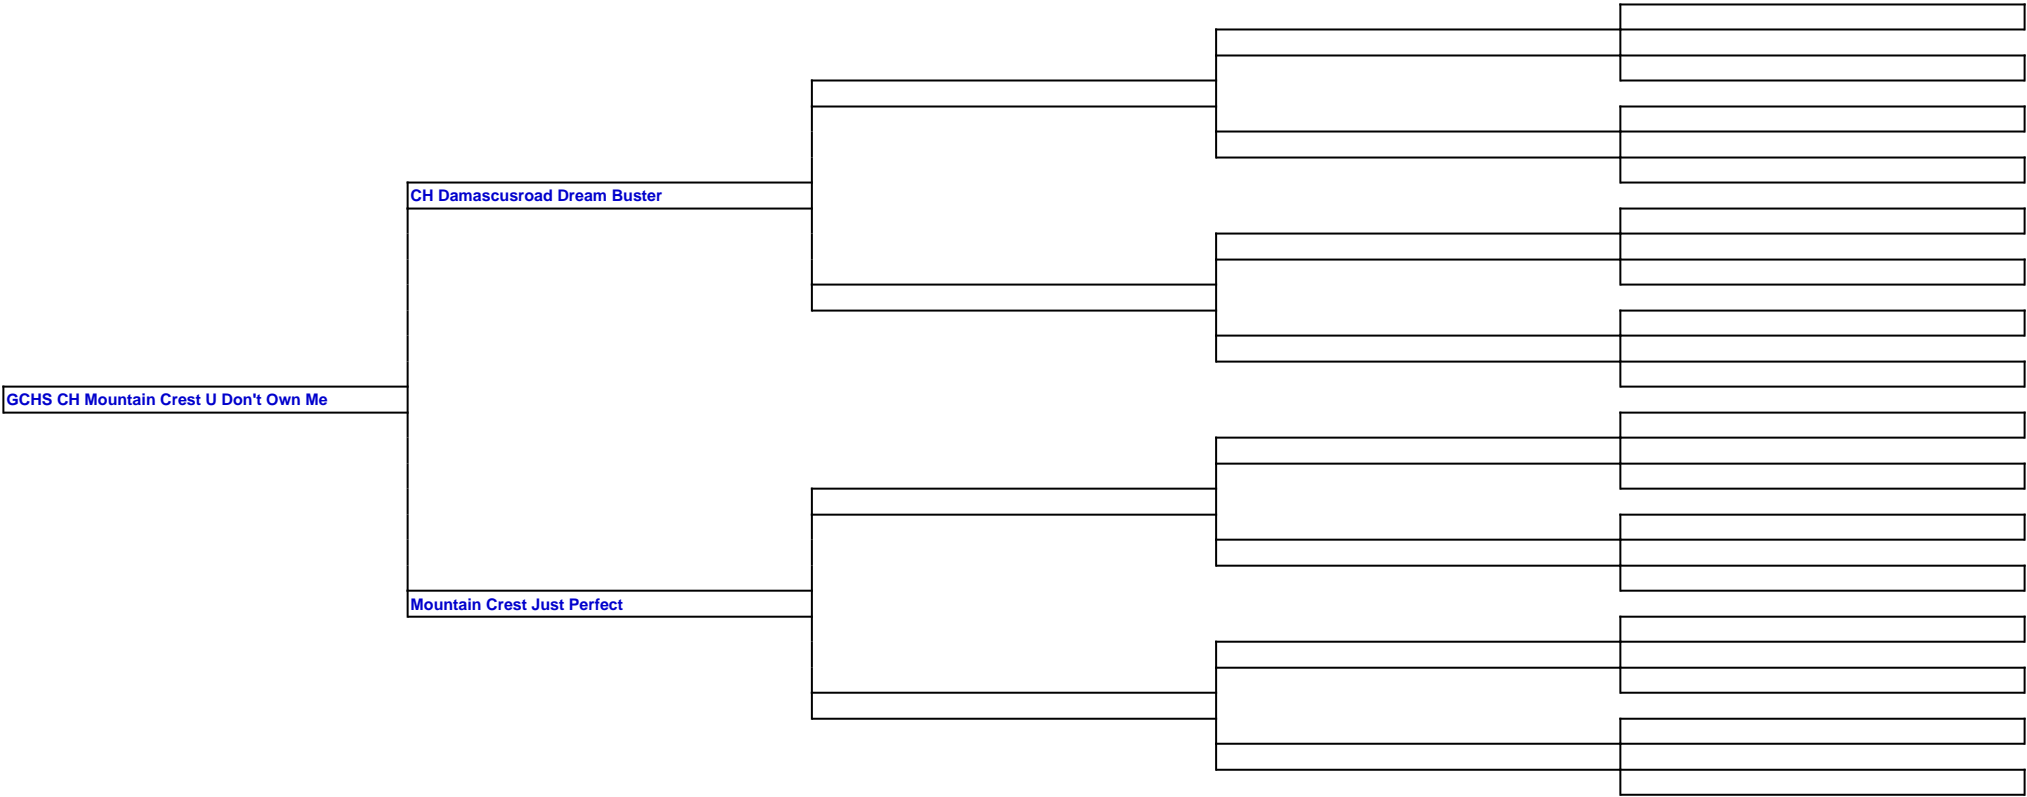 CH Damascusroad Dream Buster
GCHS CH Mountain Crest U Don't Own Me
Mountain Crest Just Perfect